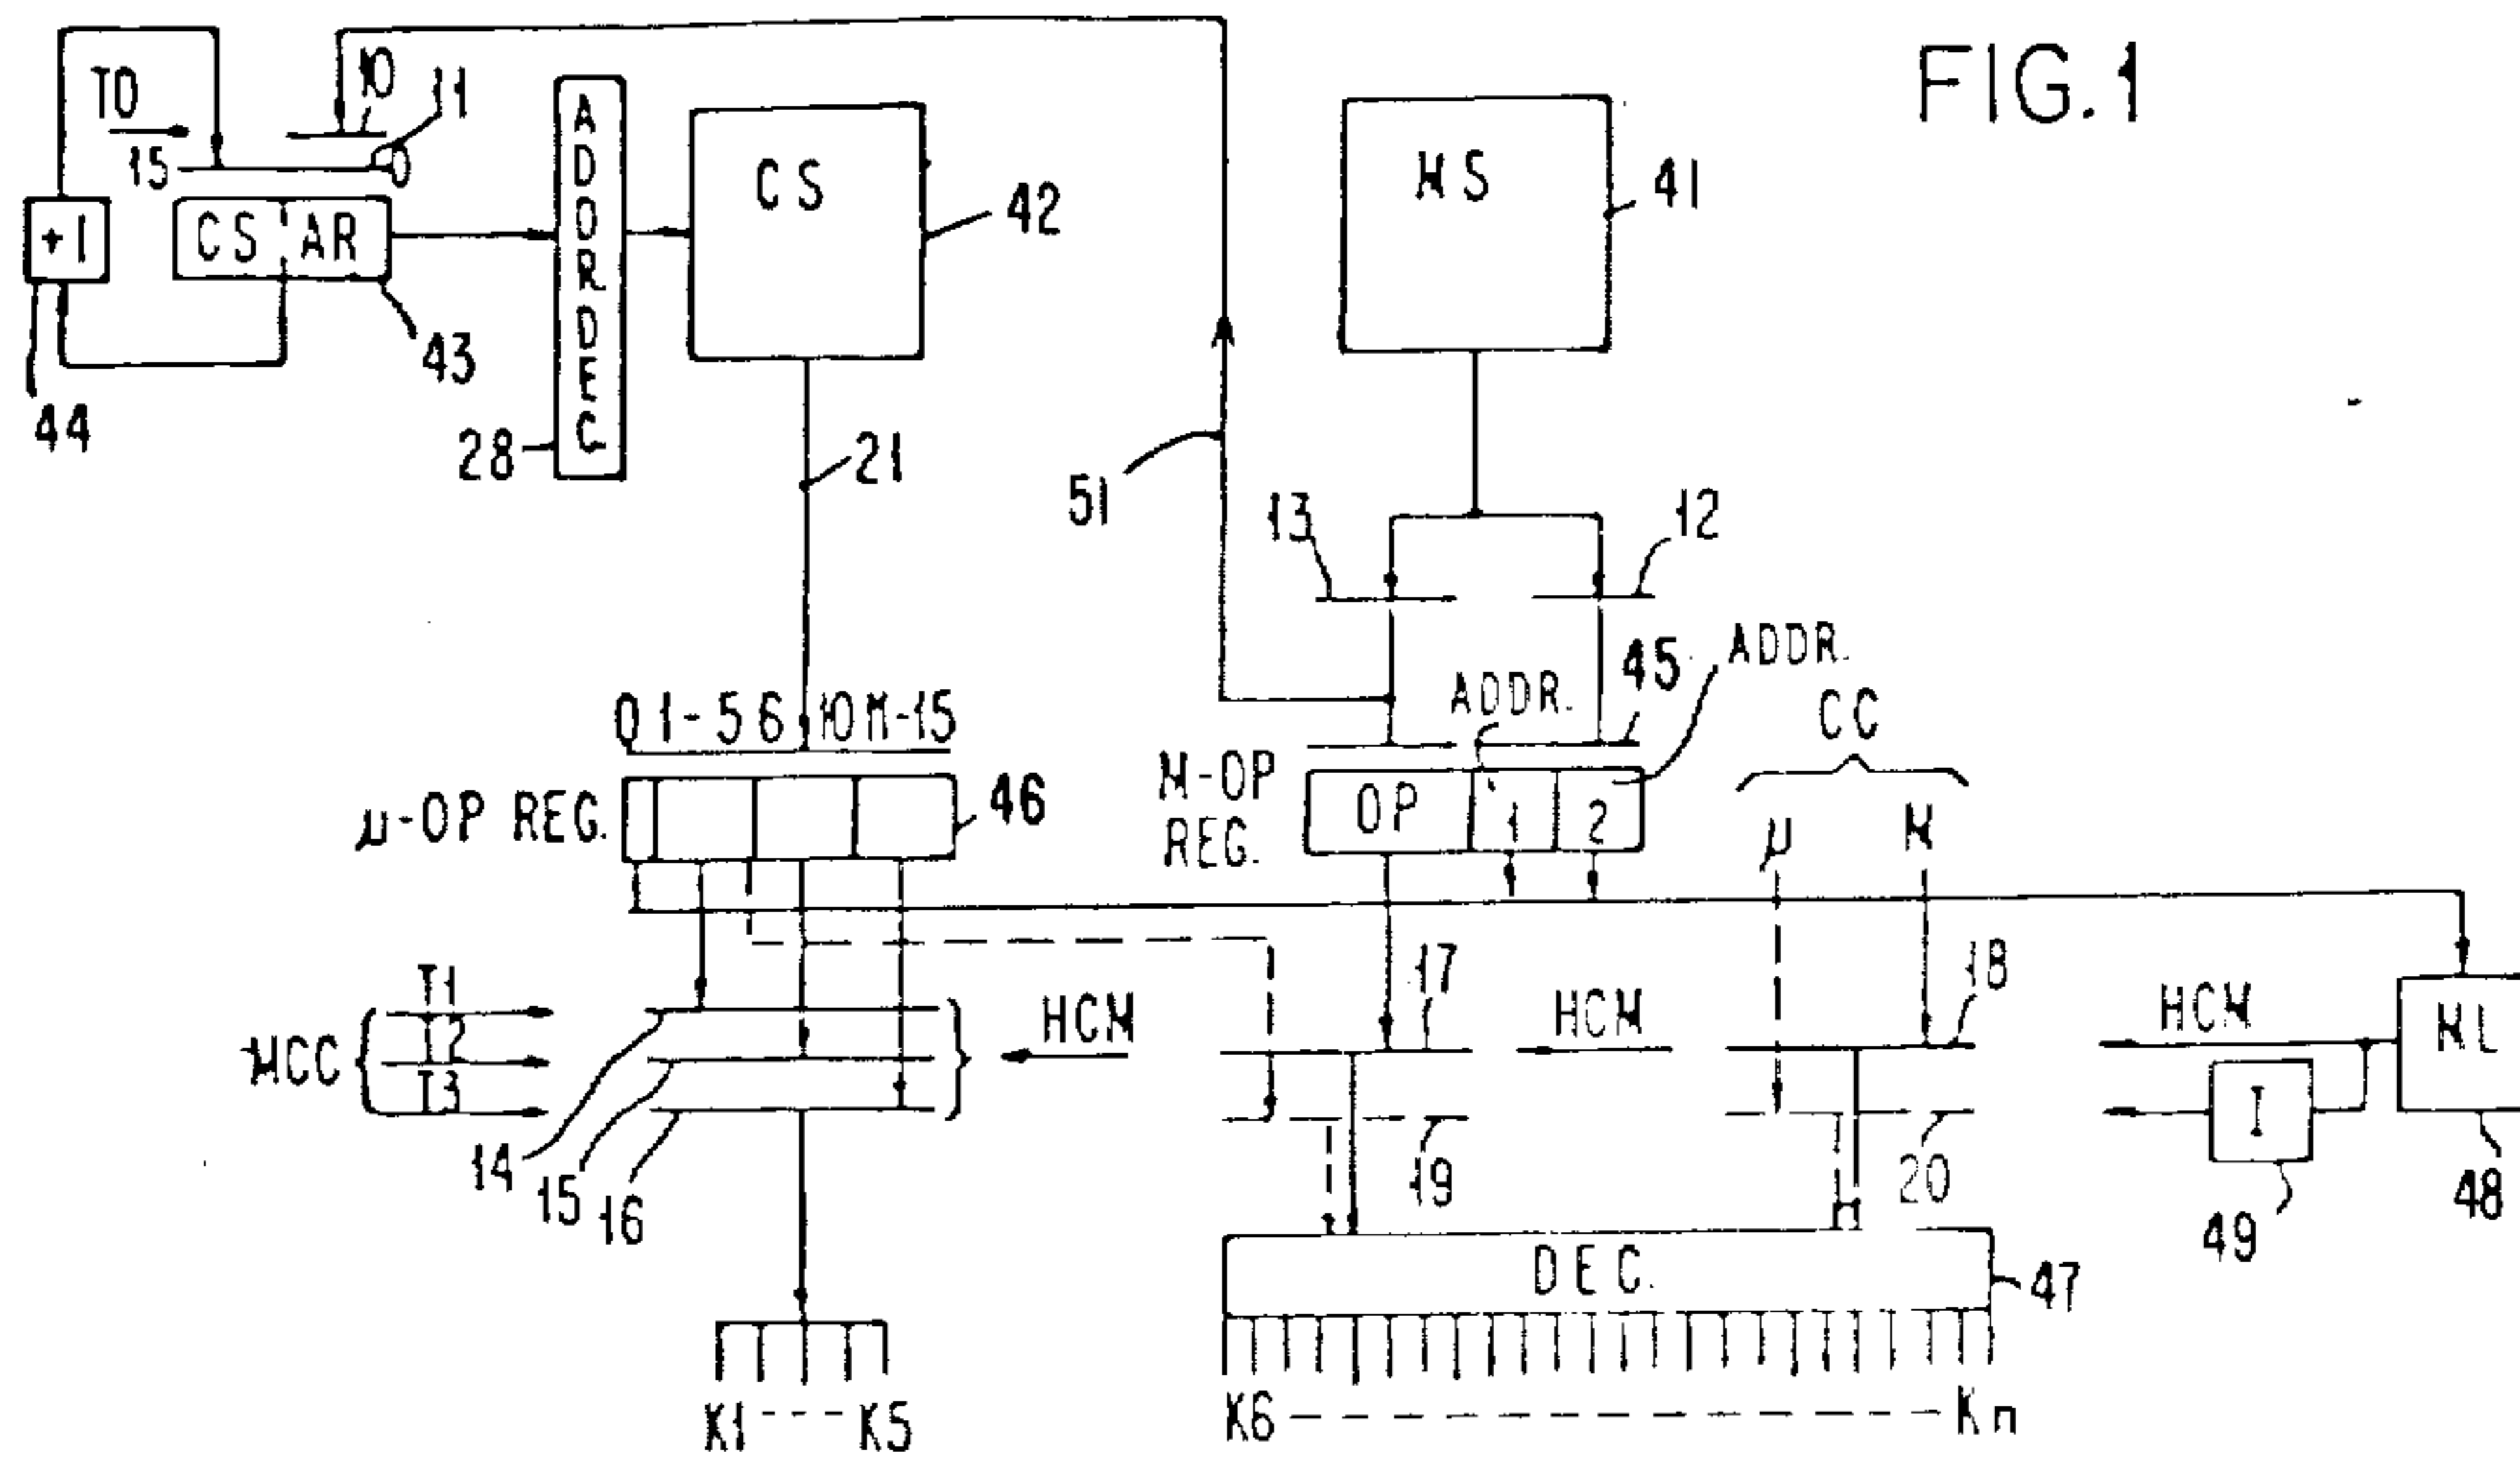 FIG.1
T0
10
11
15
0
+1
CS AR
43
44
ADDRDEC
28
CS
42
21
MS
41
51
13
12
ADDR.
45
ADDR.
CC
µ
M
0 1-5 6 10 11-15
µ-OP REG.
46
M-OP
REG.
OP
1
2
T1
T2
T3
MCC
14
15
16
HCM
17
HCM
18
HCM
ML
19
20
I
49
48
DEC.
47
K1---K5
K6 ---------- Kn